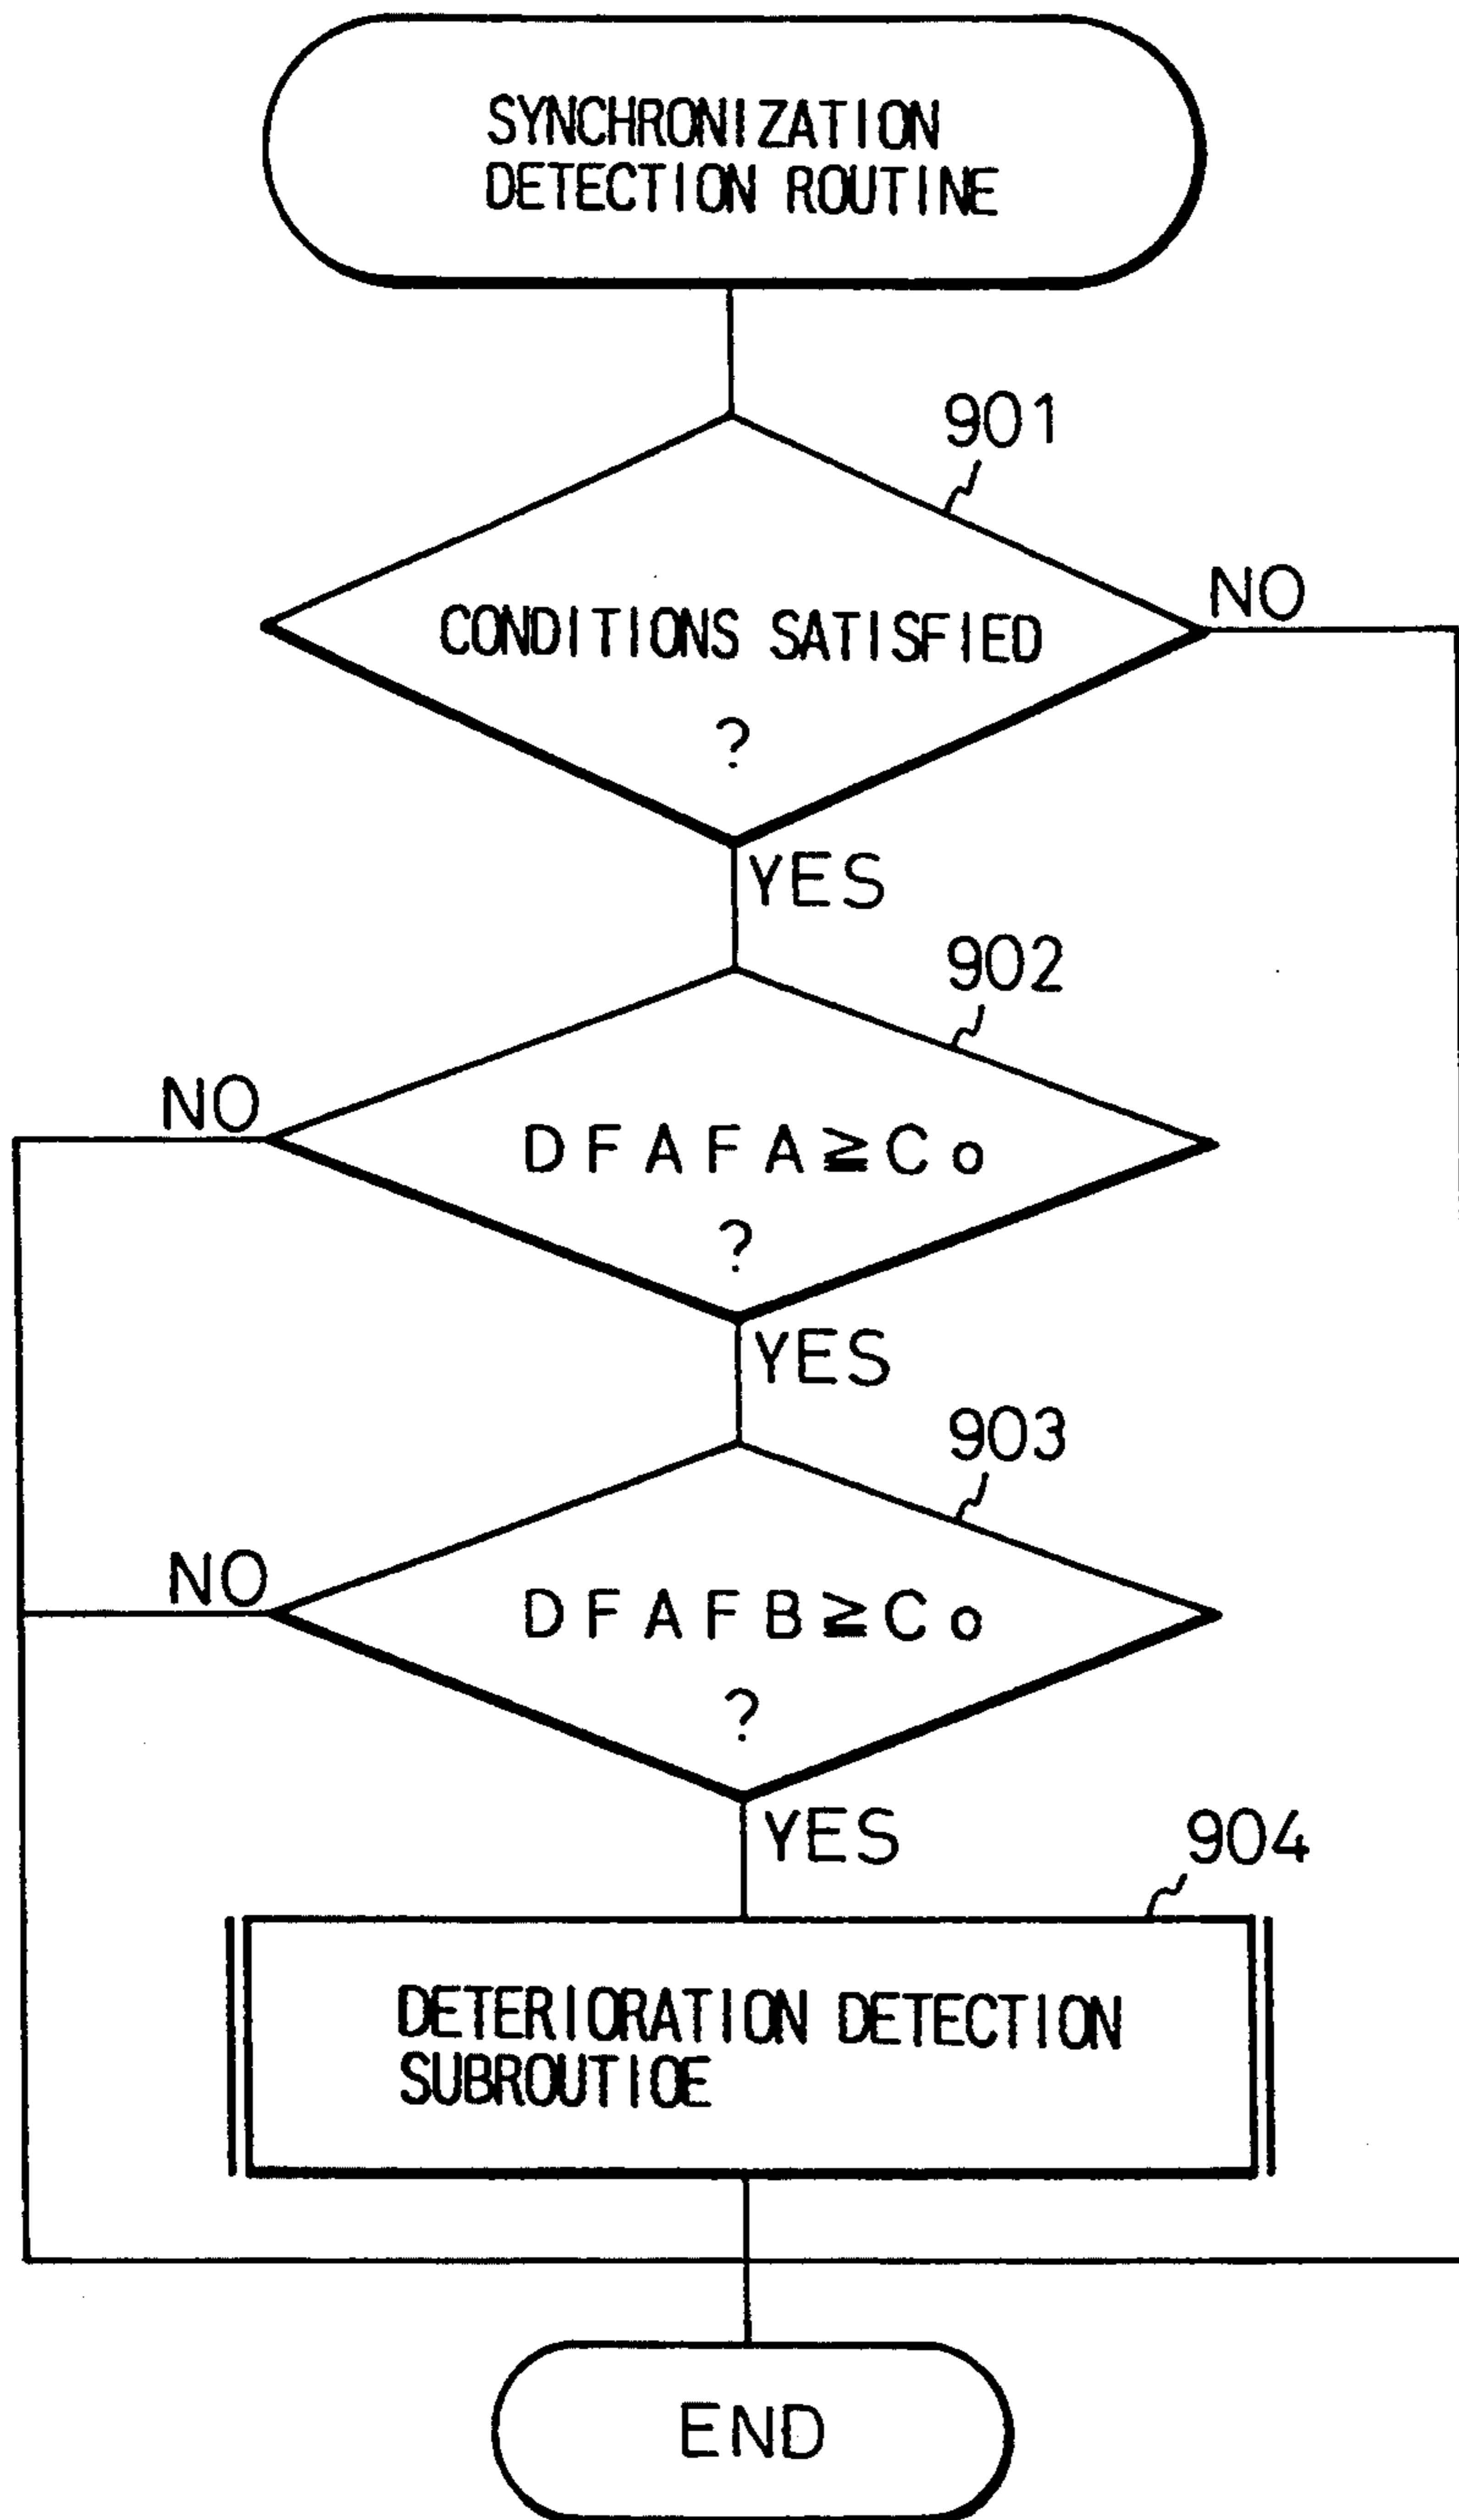 SYNCHRONIZATION
DETECTION ROUTINE
901
CONDITIONS SATISFIED
?
NO
YES
902
DFAFA≧Co
?
NO
YES
903
DFAFB≧Co
?
NO
YES
904
DETERIORATION DETECTION
SUBROUTICE
END